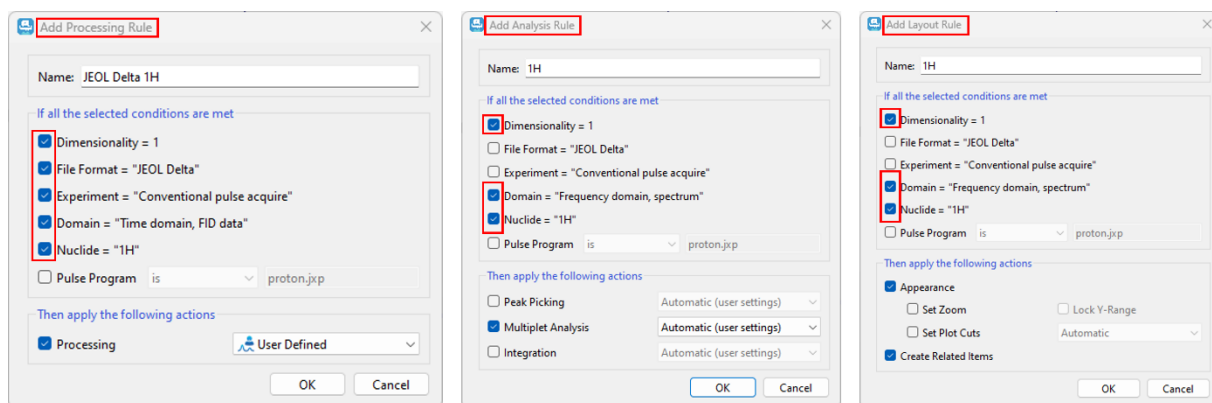 Add Processing Rule
Name: JEOL Delta 1H
If all the selected conditions are met
Dimensionality = 1
File Format = "JEOL Delta"
Experiment = "Conventional pulse acquire"
Domain = "Time domain, FID data"
Nuclide = "1H"
Pulse Program is proton.jxp
Then apply the following actions
Processing User Defined
OK Cancel
Add Analysis Rule
Name: 1H
If all the selected conditions are met
Dimensionality = 1
File Format = "JEOL Delta"
Experiment = "Conventional pulse acquire"
Domain = "Frequency domain, spectrum"
Nuclide = "1H"
Pulse Program is proton.jxp
Then apply the following actions
Peak Picking Automatic (user settings)
Multiplet Analysis Automatic (user settings)
Integration Automatic (user settings)
OK Cancel
Add Layout Rule
Name: 1H
If all the selected conditions are met
Dimensionality = 1
File Format = "JEOL Delta"
Experiment = "Conventional pulse acquire"
Domain = "Frequency domain, spectrum"
Nuclide = "1H"
Pulse Program is proton.jxp
Then apply the following actions
Appearance
Set Zoom Lock Y-Range
Set Plot Cuts Automatic
Create Related Items
OK Cancel